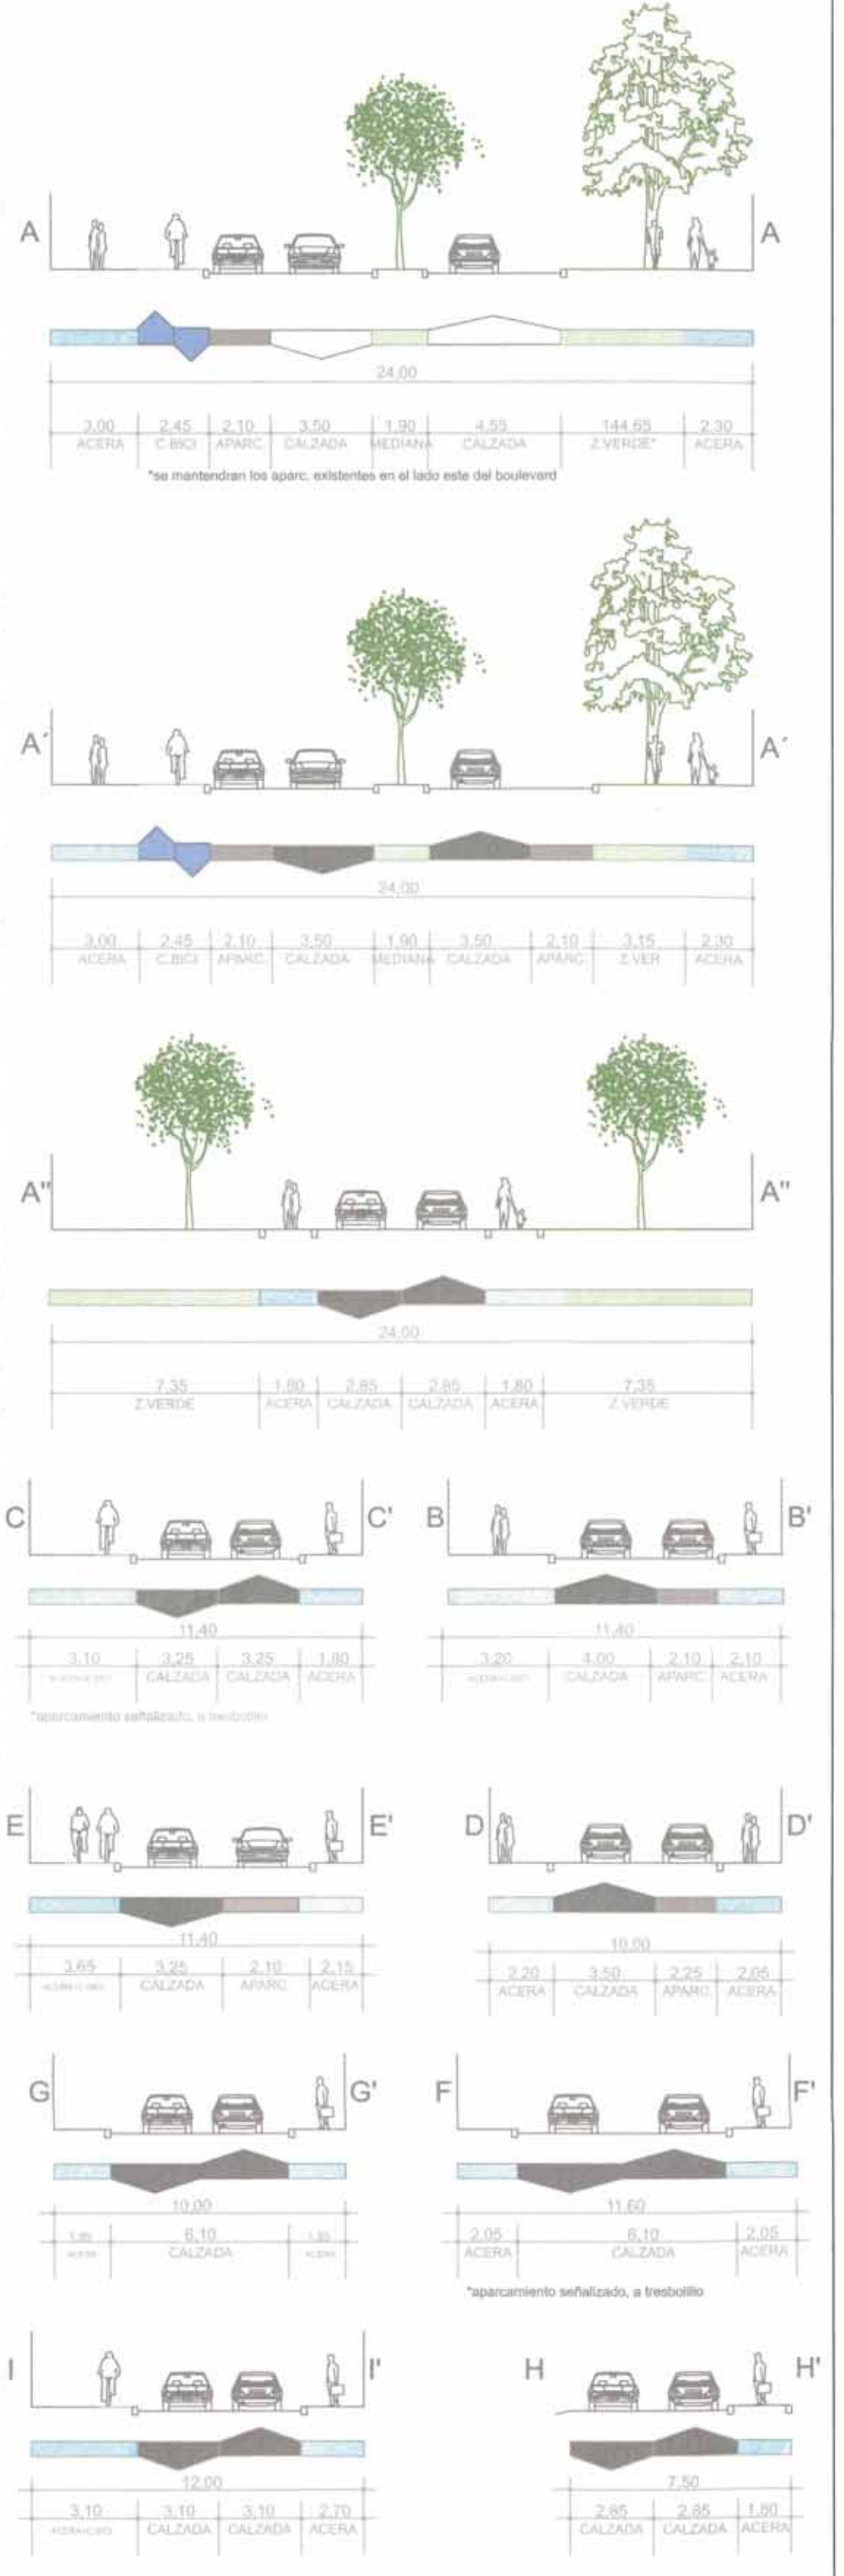 A A
24,00
3,00 2,45 2,10 3,50 1,90 4,55 144,65 2,30
ACERA C.BICI APARC. CALZADA MEDIANA CALZADA Z.VERDE* ACERA
*se mantendran los aparc. existentes en el lado este del boulevard
A´ A´
24,00
3,00 2,45 2,10 3,50 1,90 3,50 2,10 3,15 2,30
ACERA C.BICI APARC. CALZADA MEDIANA CALZADA APARC. Z.VER ACERA
A" A"
24,00
7,35 1,80 2,85 2,85 1,80 7,35
Z.VERDE ACERA CALZADA CALZADA ACERA Z.VERDE
C C'
11,40
3,10 3,25 3,25 1,80
CALZADA CALZADA ACERA
*aparcamiento señalizado, a tresbolillo
B B'
11,40
3,20 4,00 2,10 2,10
CALZADA APARC. ACERA
E E'
11,40
3,65 3,25 2,10 2,15
CALZADA APARC. ACERA
D D'
10,00
2,20 3,50 2,25 2,05
ACERA CALZADA APARC. ACERA
G G'
10,00
1,95 6,10 1,95
ACERA CALZADA ACERA
F F'
11,60
2,05 6,10 2,05
ACERA CALZADA ACERA
*aparcamiento señalizado, a tresbolillo
I I'
12,00
3,10 3,10 3,10 2,70
ACERA+C.BICI CALZADA CALZADA ACERA
H H'
7,50
2,85 2,85 1,80
CALZADA CALZADA ACERA